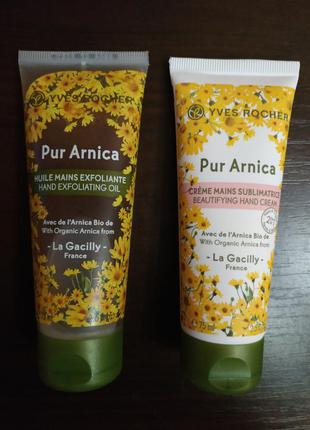 YVES ROCHER
Pur Arnica
HUILE MAINS EXFOLIANTE
HAND EXFOLIATING OIL
Avec de l'Arnica Bio de
With Organic Arnica from
- La Gacilly -
France
YVES ROCHER
Pur Arnica
CRÈME MAINS SUBLIMATRICE
BEAUTIFYING HAND CREAM
Avec de l'Arnica Bio de
With Organic Arnica from
- La Gacilly -
France
75